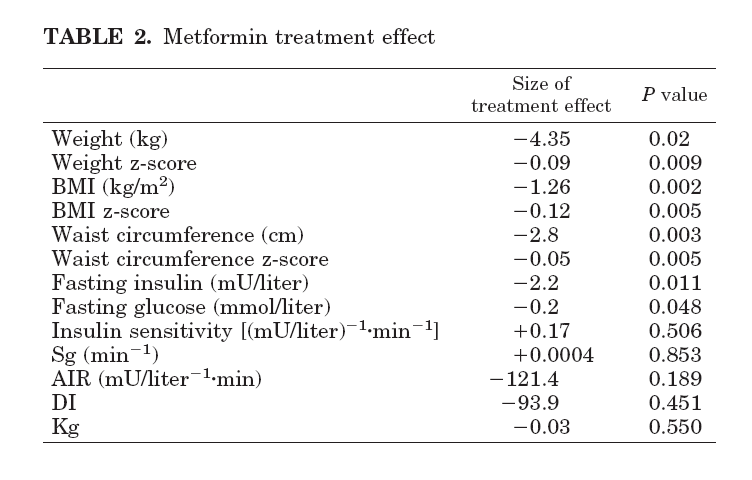 TABLE 2. Metformin treatment effect
Size of
treatment effect P value
Weight (kg) −4.35 0.02
Weight z-score −0.09 0.009
BMI (kg/m²) −1.26 0.002
BMI z-score −0.12 0.005
Waist circumference (cm) −2.8 0.003
Waist circumference z-score −0.05 0.005
Fasting insulin (mU/liter) −2.2 0.011
Fasting glucose (mmol/liter) −0.2 0.048
Insulin sensitivity [(mU/liter)⁻¹·min⁻¹] +0.17 0.506
Sg (min⁻¹) +0.0004 0.853
AIR (mU/liter⁻¹·min) −121.4 0.189
DI −93.9 0.451
Kg −0.03 0.550